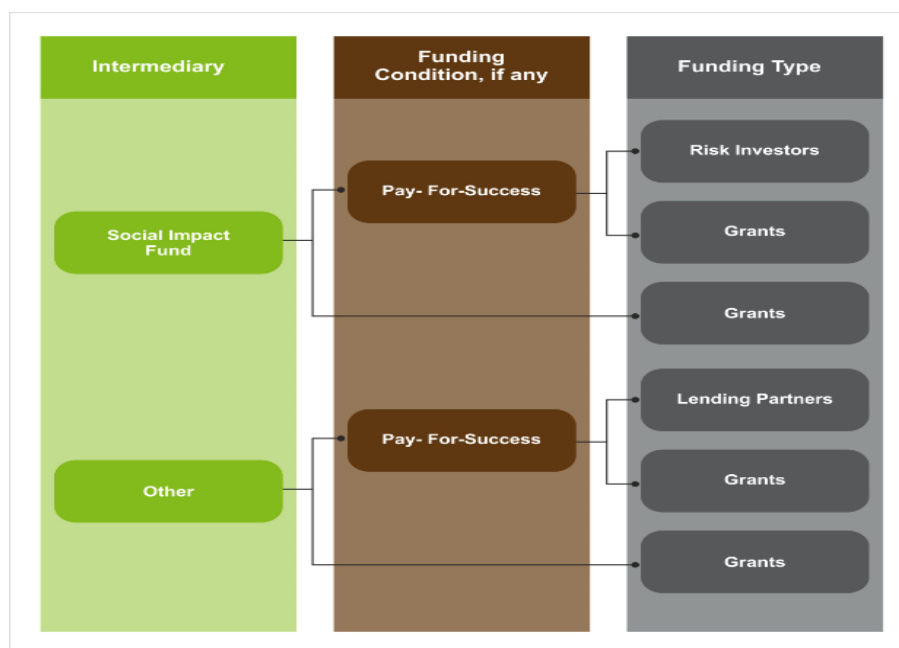 Intermediary
Funding
Condition, if any
Funding Type
Social Impact
Fund
Pay- For-Success
Risk Investors
Grants
Grants
Other
Pay- For-Success
Lending Partners
Grants
Grants